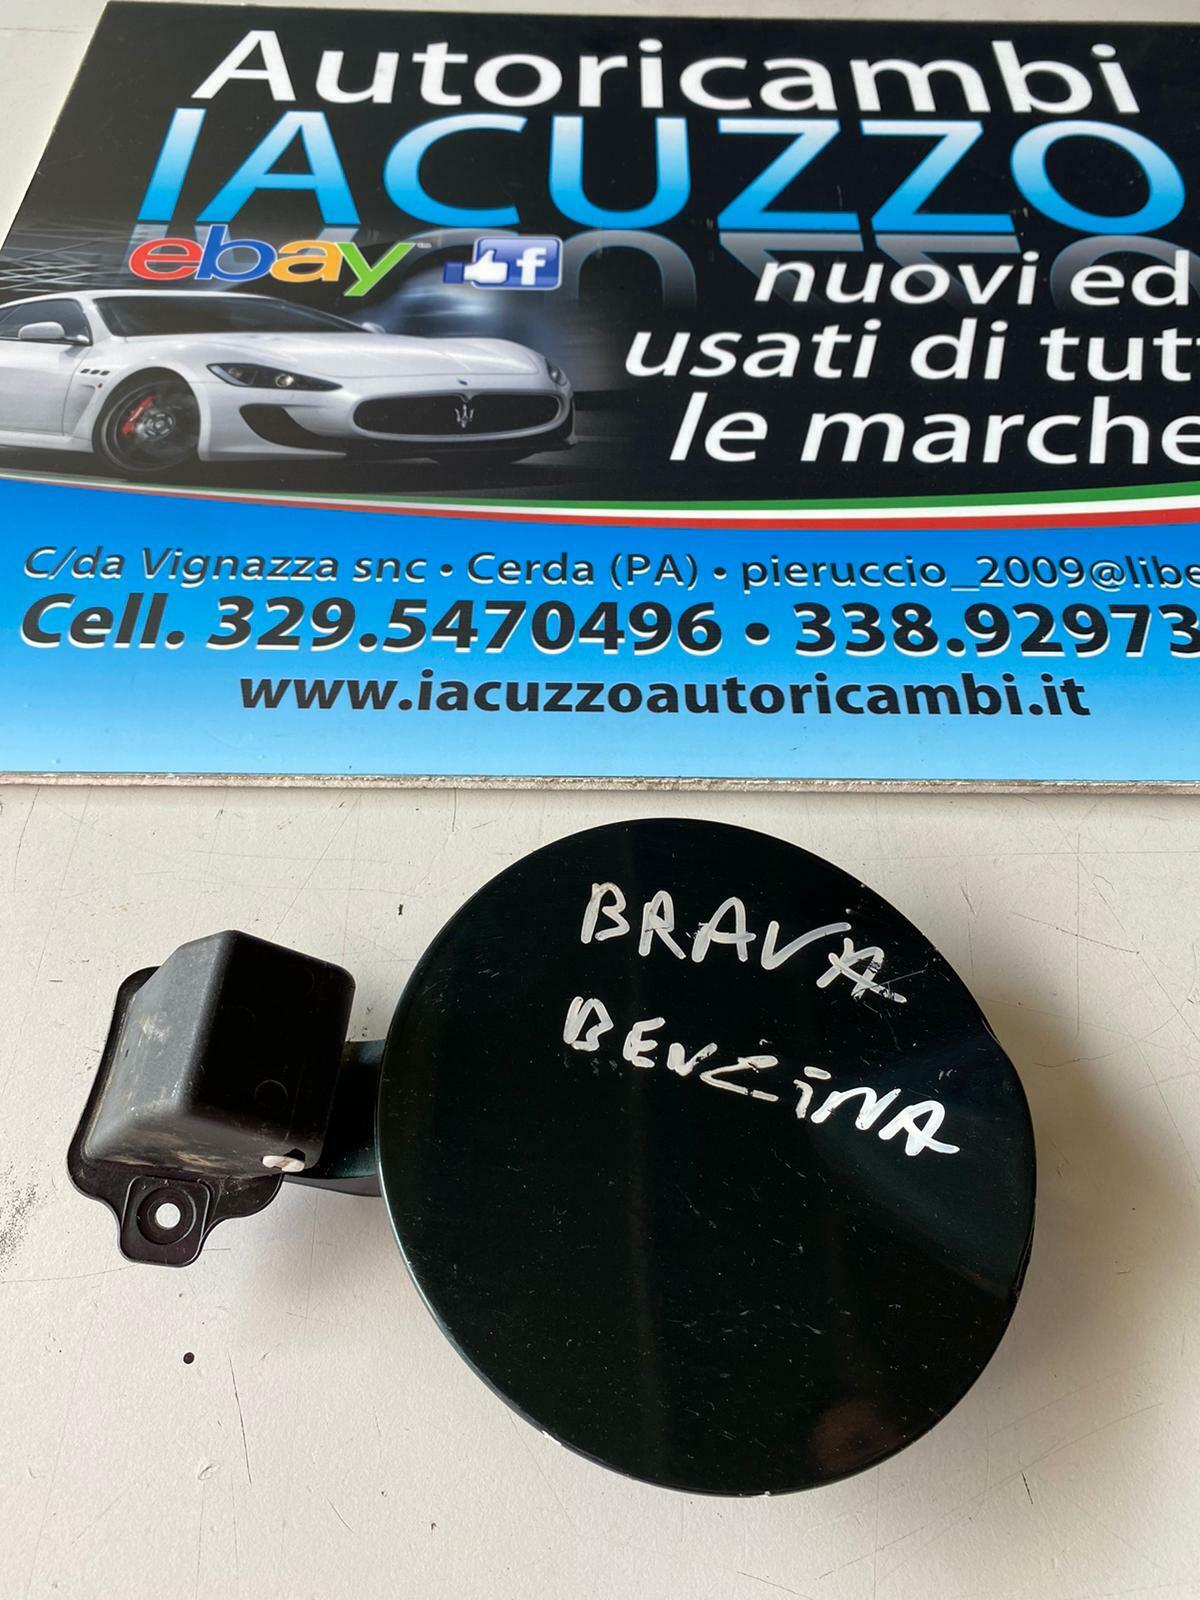 Autoricambi
IACUZZO
ebay f
nuovi ed
usati di tutt
le marche
C/da Vignazza snc • Cerda (PA) • pieruccio_2009@libe
Cell. 329.5470496 • 338.92973
www.iacuzzoautoricambi.it
BRAVA
BENZINA